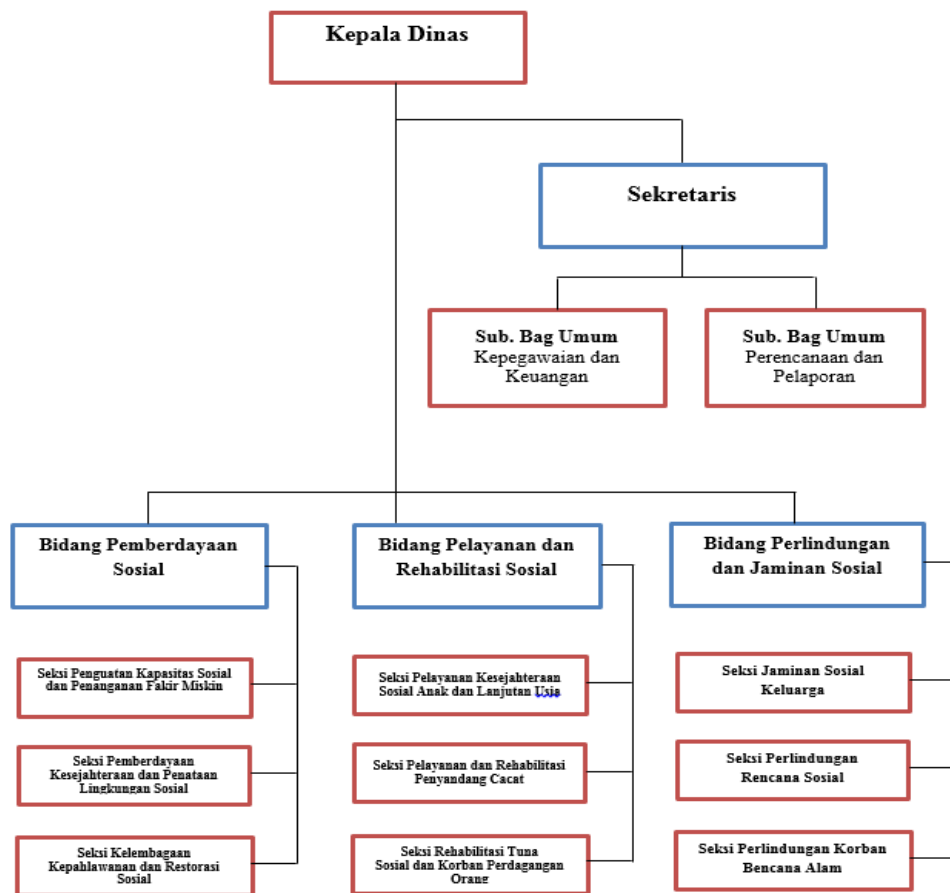 Kepala Dinas
Sekretaris
Sub. Bag Umum
Kepegawaian dan
Keuangan
Sub. Bag Umum
Perencanaan dan
Pelaporan
Bidang Pemberdayaan
Sosial
Seksi Penguatan Kapasitas Sosial
dan Penanganan Fakir Miskin
Seksi Pemberdayaan
Kesejahteraan dan Penataan
Lingkungan Sosial
Seksi Kelembagaan
Kepahlawanan dan Restorasi
Sosial
Bidang Pelayanan dan
Rehabilitasi Sosial
Seksi Pelayanan Kesejahteraan
Sosial Anak dan Lanjutan Usia
Seksi Pelayanan dan Rehabilitasi
Penyandang Cacat
Seksi Rehabilitasi Tuna
Sosial dan Korban Perdagangan
Orang
Bidang Perlindungan
dan Jaminan Sosial
Seksi Jaminan Sosial
Keluarga
Seksi Perlindungan
Rencana Sosial
Seksi Perlindungan Korban
Bencana Alam